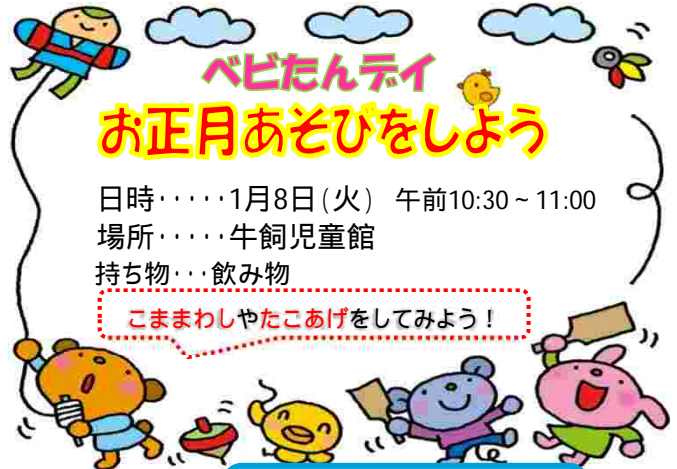 ベビたんデイ
お正月あそびをしよう
日時・・・・・1月8日(火) 午前10:30~11:00
場所・・・・・牛飼児童館
持ち物・・・飲み物
こままわしやたこあげをしてみよう!